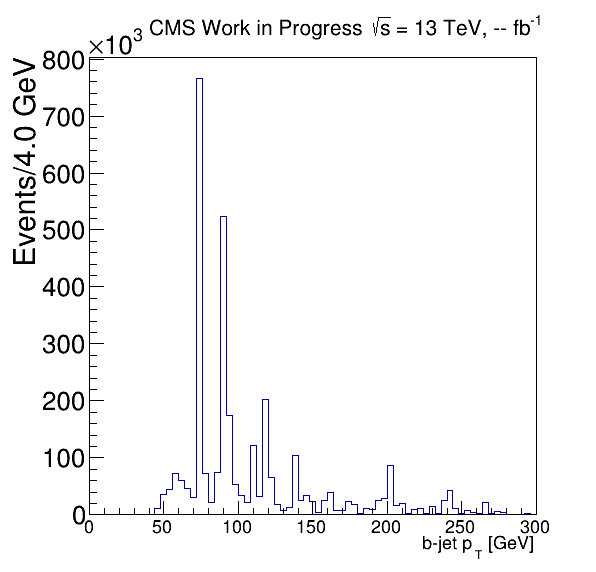 ×10³ CMS Work in Progress √s = 13 TeV, -- fb⁻¹
Events/4.0 GeV
800
700
600
500
400
300
200
100
0
0 50 100 150 200 250 300
b-jet p_T [GeV]